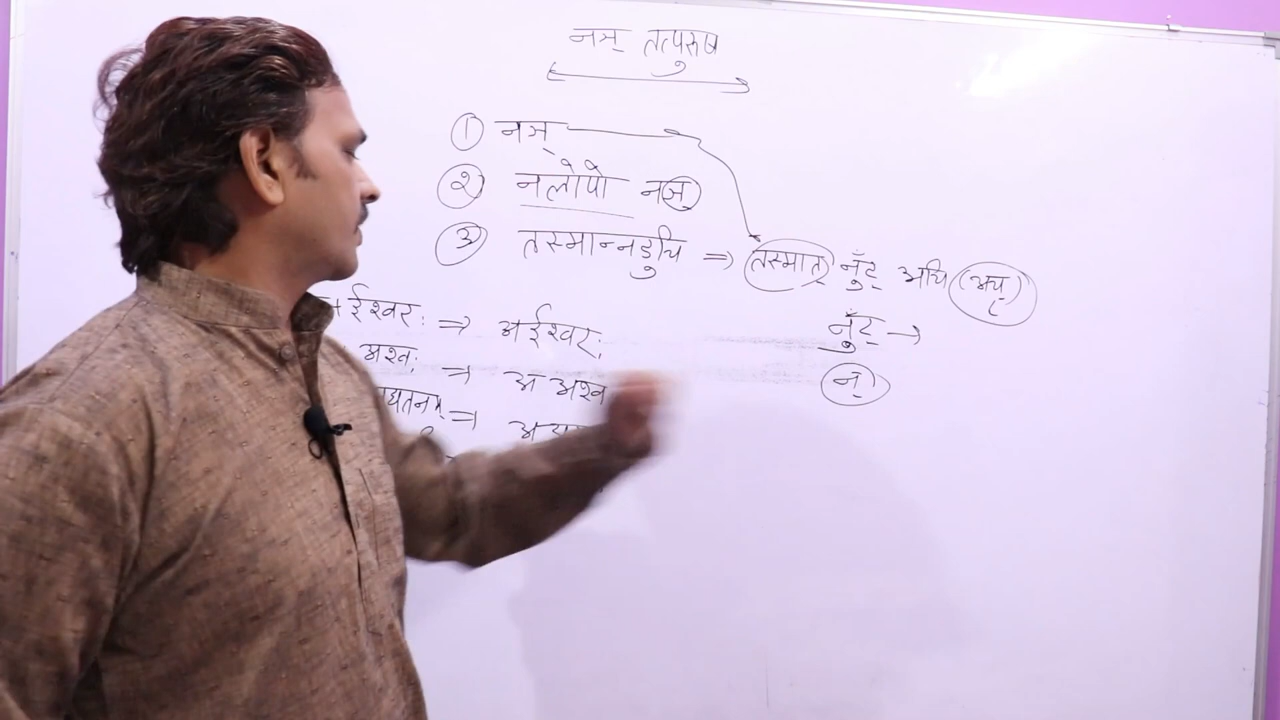 नञ् तत्पुरुष
① नञ्
② नलोपो नञ्
③ तस्मान्नुडचि ⇒ तस्मात् नुँट् अचि (अच्)
+ ईश्वरः ⇒ अईश्वरः
नुँट् →
न्
अश्वः ⇒ अ अश्व
द्यतनम् ⇒